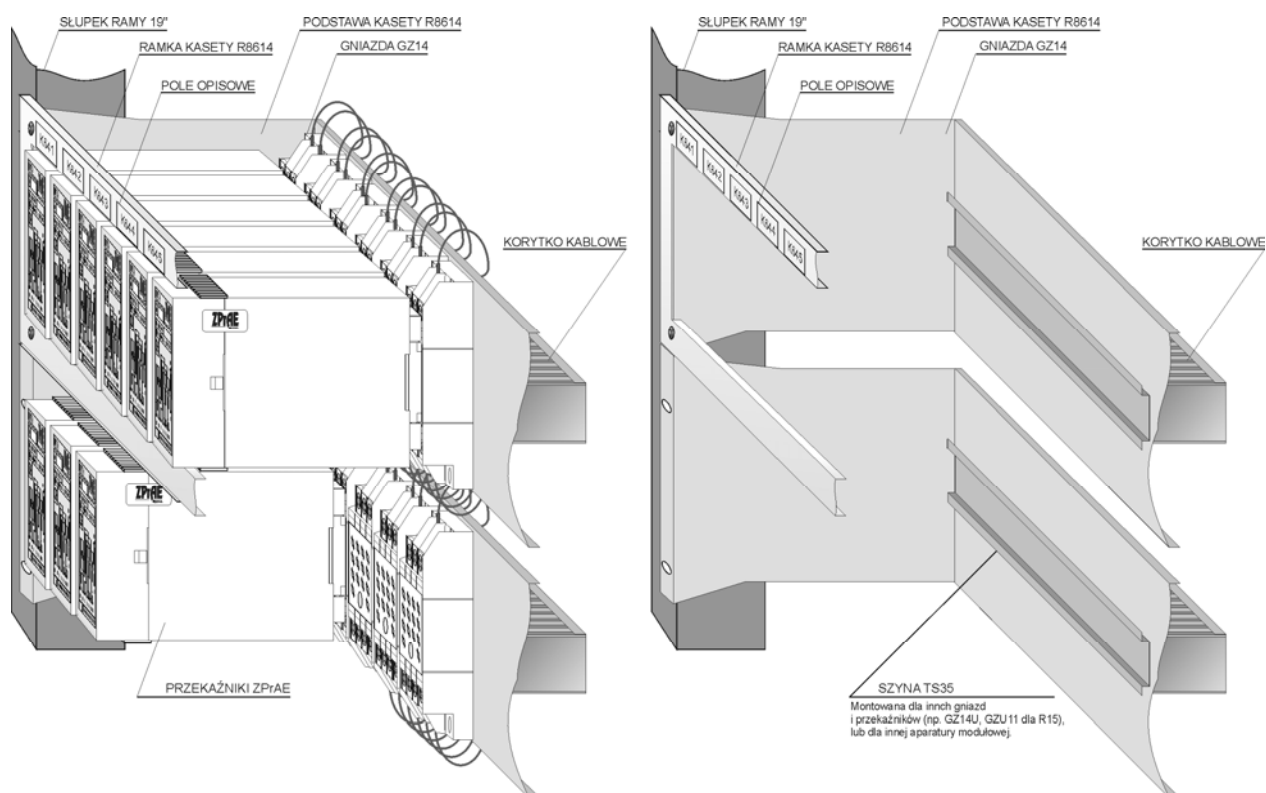 SŁUPEK RAMY 19"
PODSTAWA KASETY R8614
RAMKA KASETY R8614
GNIAZDA GZ14
POLE OPISOWE
K641
K642
K643
K644
K645
KORYTKO KABLOWE
ZPrAE
ZPrAE
PRZEKAŹNIKI ZPrAE
SŁUPEK RAMY 19"
PODSTAWA KASETY R8614
RAMKA KASETY R8614
GNIAZDA GZ14
POLE OPISOWE
K641
K642
K643
K644
K645
KORYTKO KABLOWE
SZYNA TS35
Montowana dla innch gniazd
i przekaźników (np. GZ14U, GZU11 dla R15),
lub dla innej aparatury modułowej.